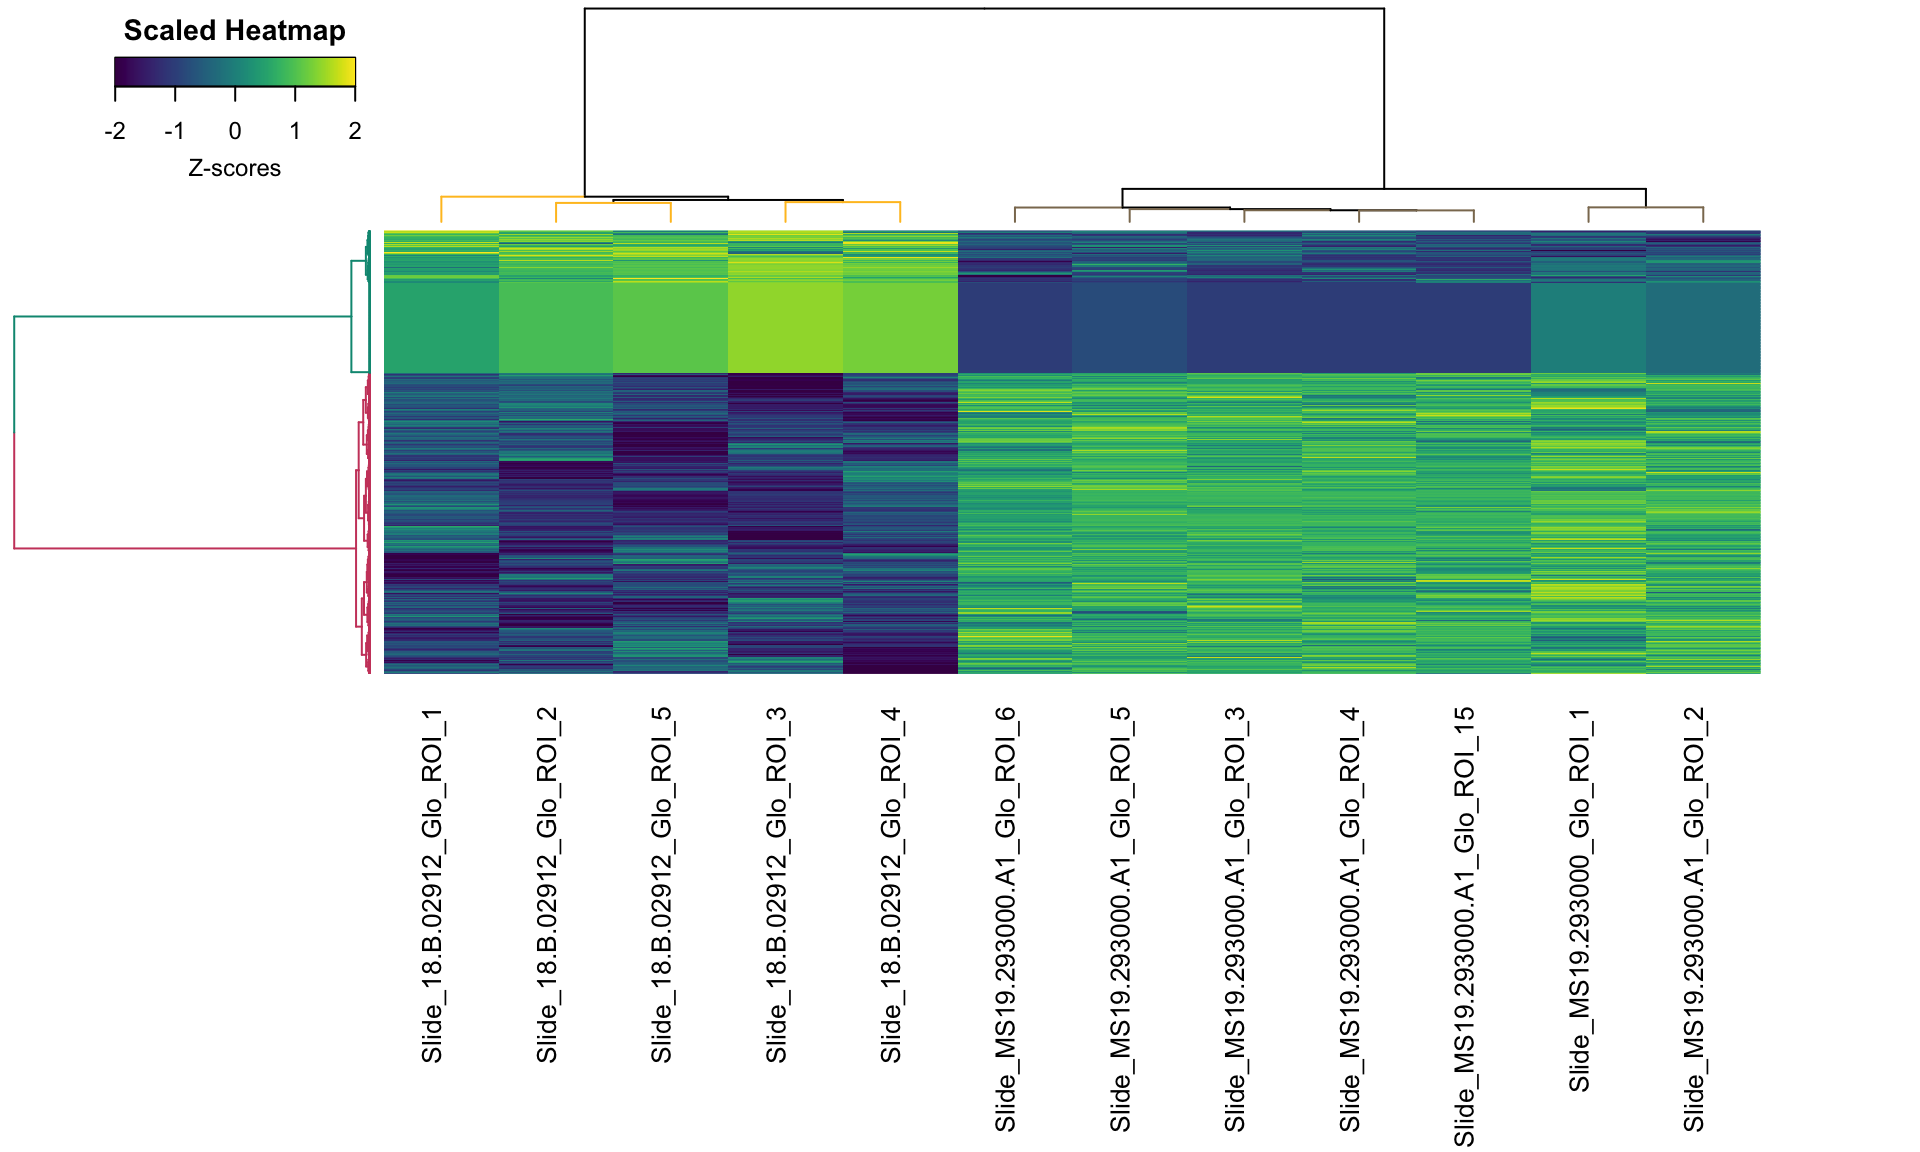 Scaled Heatmap
-2 -1 0 1 2
Z-scores
Slide_18.B.02912_Glo_ROI_1
Slide_18.B.02912_Glo_ROI_2
Slide_18.B.02912_Glo_ROI_5
Slide_18.B.02912_Glo_ROI_3
Slide_18.B.02912_Glo_ROI_4
Slide_MS19.293000.A1_Glo_ROI_6
Slide_MS19.293000.A1_Glo_ROI_5
Slide_MS19.293000.A1_Glo_ROI_3
Slide_MS19.293000.A1_Glo_ROI_4
Slide_MS19.293000.A1_Glo_ROI_15
Slide_MS19.293000_Glo_ROI_1
Slide_MS19.293000.A1_Glo_ROI_2